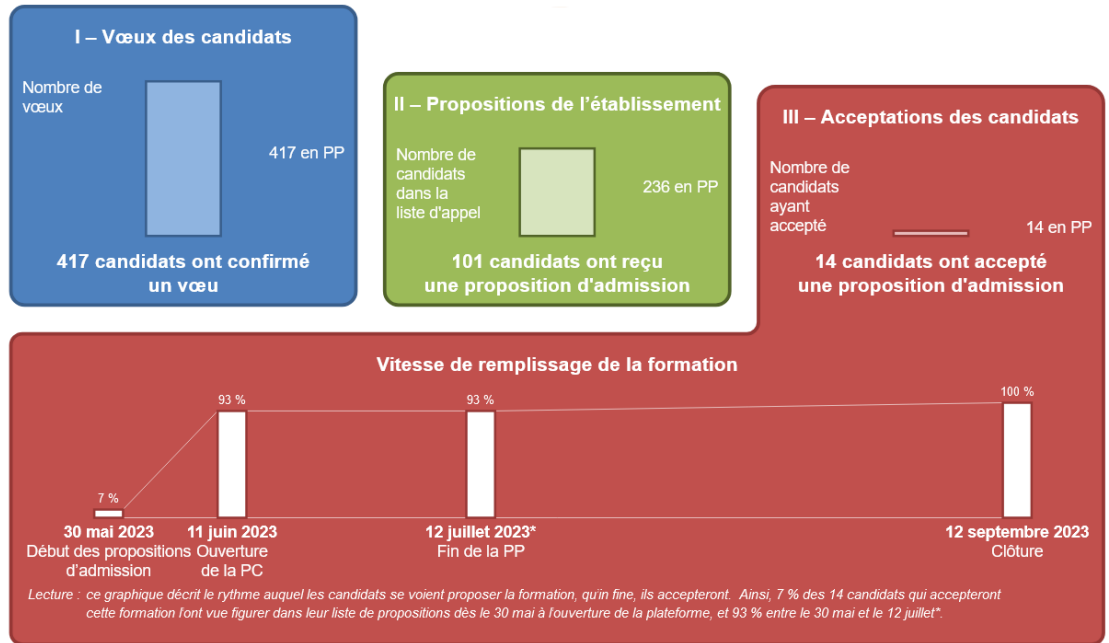 I – Vœux des candidats
Nombre de
vœux
417 en PP
417 candidats ont confirmé
un vœu
II – Propositions de l'établissement
Nombre de
candidats
dans la
liste d'appel
236 en PP
101 candidats ont reçu
une proposition d'admission
III – Acceptations des candidats
Nombre de
candidats
ayant
accepté
14 en PP
14 candidats ont accepté
une proposition d'admission
Vitesse de remplissage de la formation
7 %
93 %
93 %
100 %
30 mai 2023
Début des propositions
d'admission
11 juin 2023
Ouverture
de la PC
12 juillet 2023*
Fin de la PP
12 septembre 2023
Clôture
Lecture : ce graphique décrit le rythme auquel les candidats se voient proposer la formation, qu'in fine, ils accepteront. Ainsi, 7 % des 14 candidats qui accepteront
cette formation l'ont vue figurer dans leur liste de propositions dès le 30 mai à l'ouverture de la plateforme, et 93 % entre le 30 mai et le 12 juillet*.